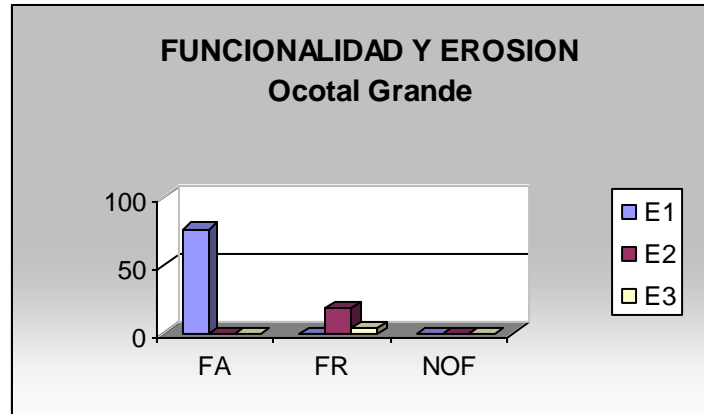 FUNCIONALIDAD Y EROSION
Ocotal Grande
100
50
0
FA FR NOF
E1
E2
E3